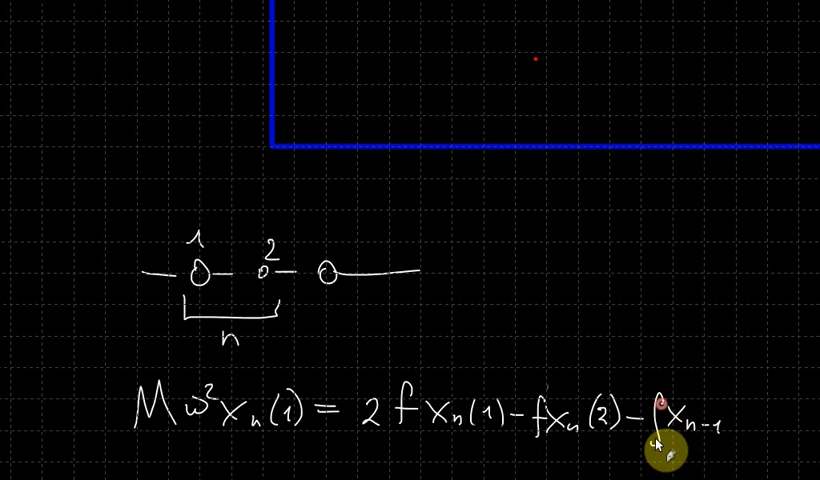 1
2
n
Mω²xₙ(1) = 2fxₙ(1) - fxₙ(2) - fxₙ₋₁